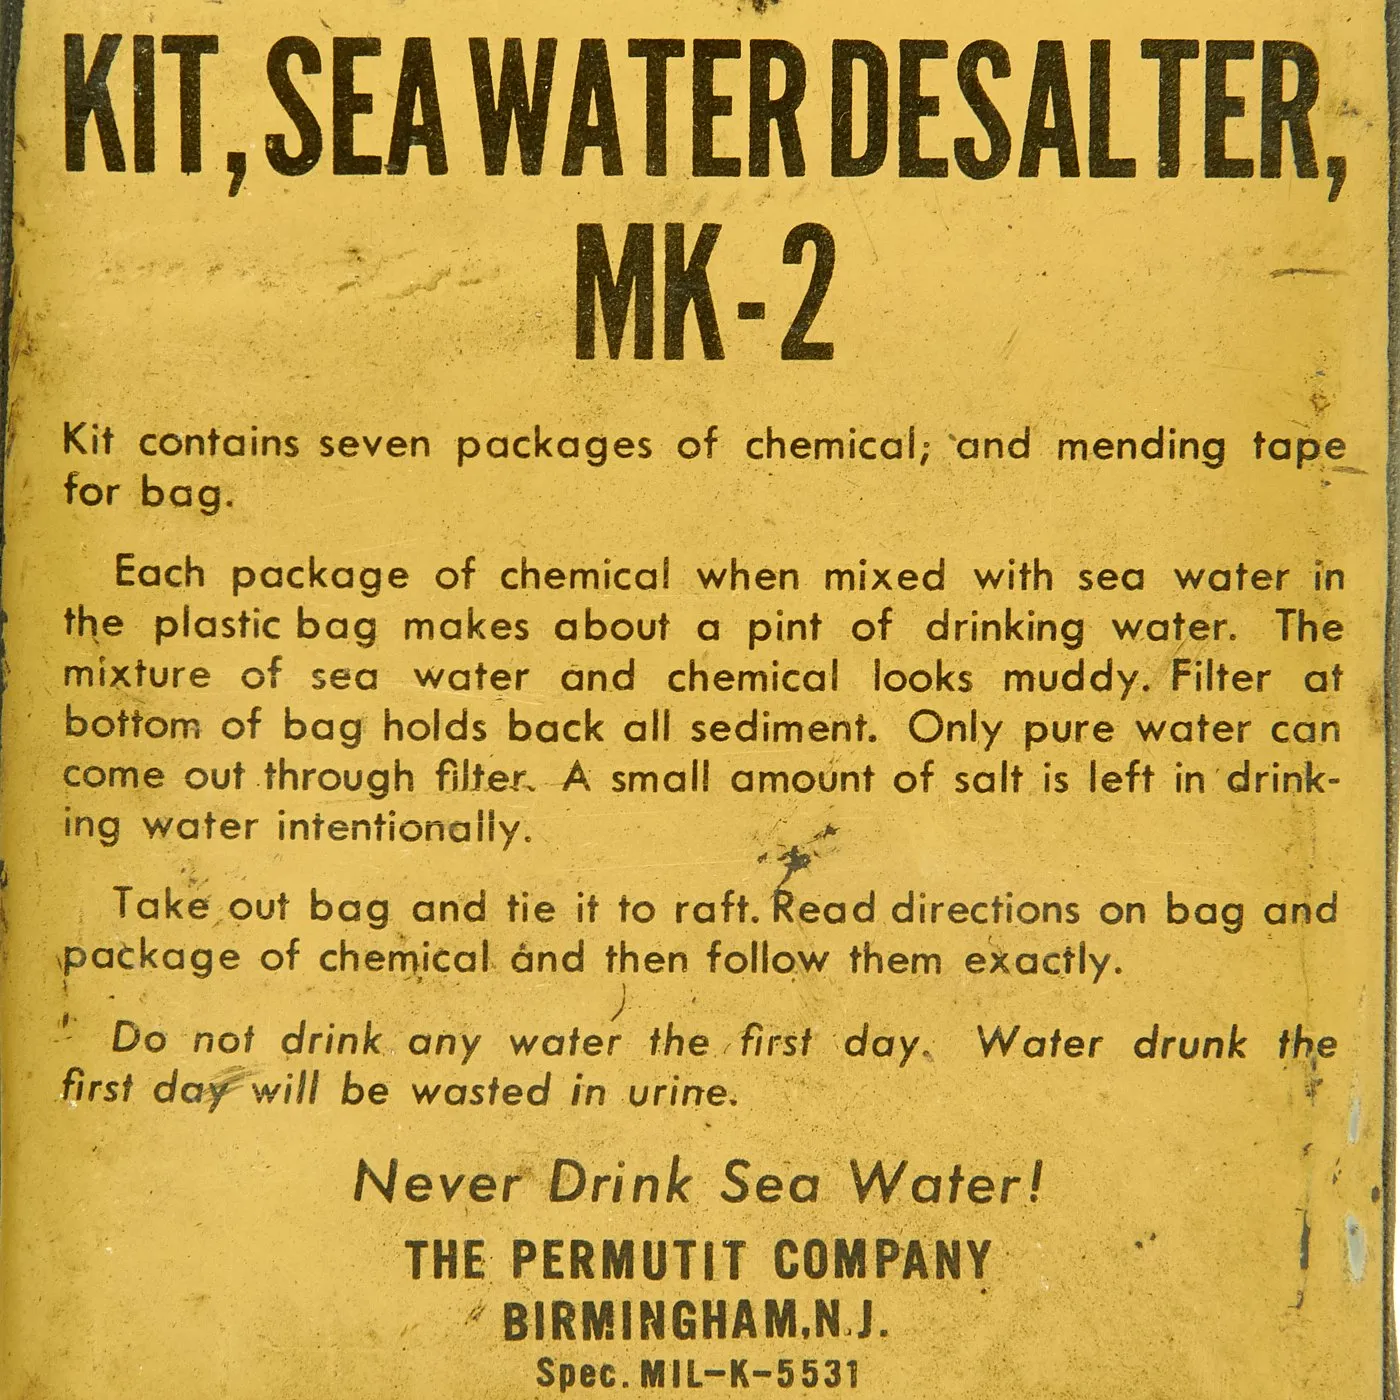 KIT, SEA WATER DESALTER,
MK-2
Kit contains seven packages of chemical; and mending tape
for bag.
Each package of chemical when mixed with sea water in
the plastic bag makes about a pint of drinking water. The
mixture of sea water and chemical looks muddy. Filter at
bottom of bag holds back all sediment. Only pure water can
come out through filter. A small amount of salt is left in drink-
ing water intentionally.
Take out bag and tie it to raft. Read directions on bag and
package of chemical and then follow them exactly.
Do not drink any water the first day. Water drunk the
first day will be wasted in urine.
Never Drink Sea Water!
THE PERMUTIT COMPANY
BIRMINGHAM, N.J.
Spec. MIL-K-5531